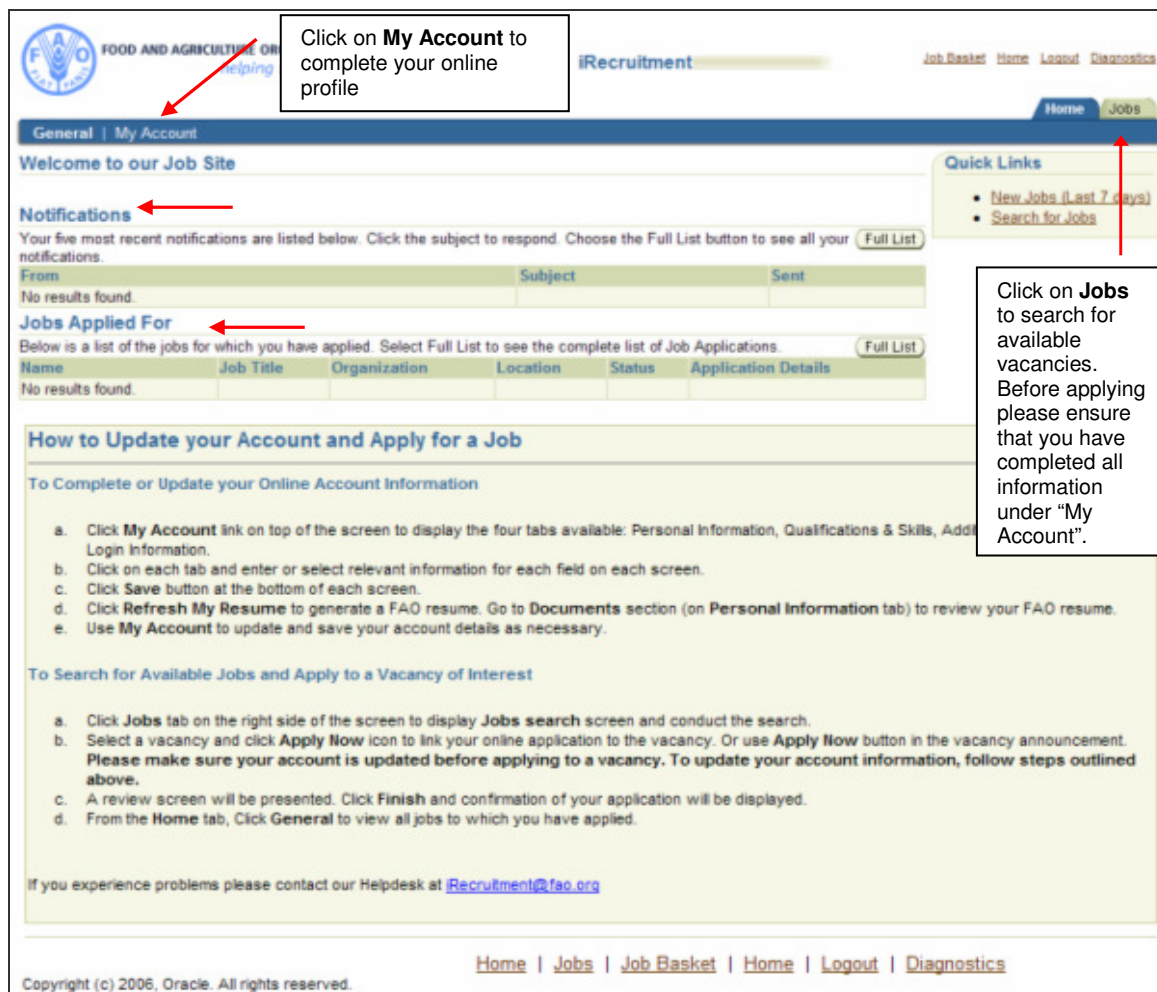 FOOD AND AGRICULTURE OR
helping
Click on My Account to
complete your online
profile
iRecruitment
Job Basket Home Logout Diagnostics
Home Jobs
General | My Account
Welcome to our Job Site
Quick Links
• New Jobs (Last 7 days)
• Search for Jobs
Notifications
Your five most recent notifications are listed below. Click the subject to respond. Choose the Full List button to see all your
notifications.
Full List
From Subject Sent
No results found.
Jobs Applied For
Below is a list of the jobs for which you have applied. Select Full List to see the complete list of Job Applications.
Full List
Name Job Title Organization Location Status Application Details
No results found.
Click on Jobs
to search for
available
vacancies.
Before applying
please ensure
that you have
completed all
information
under “My
Account”.
How to Update your Account and Apply for a Job
To Complete or Update your Online Account Information
a. Click My Account link on top of the screen to display the four tabs available: Personal Information, Qualifications & Skills, Addi
Login Information.
b. Click on each tab and enter or select relevant information for each field on each screen.
c. Click Save button at the bottom of each screen.
d. Click Refresh My Resume to generate a FAO resume. Go to Documents section (on Personal Information tab) to review your FAO resume.
e. Use My Account to update and save your account details as necessary.
To Search for Available Jobs and Apply to a Vacancy of Interest
a. Click Jobs tab on the right side of the screen to display Jobs search screen and conduct the search.
b. Select a vacancy and click Apply Now icon to link your online application to the vacancy. Or use Apply Now button in the vacancy announcement.
Please make sure your account is updated before applying to a vacancy. To update your account information, follow steps outlined
above.
c. A review screen will be presented. Click Finish and confirmation of your application will be displayed.
d. From the Home tab, Click General to view all jobs to which you have applied.
If you experience problems please contact our Helpdesk at iRecruitment@fao.org
Home | Jobs | Job Basket | Home | Logout | Diagnostics
Copyright (c) 2006, Oracle. All rights reserved.